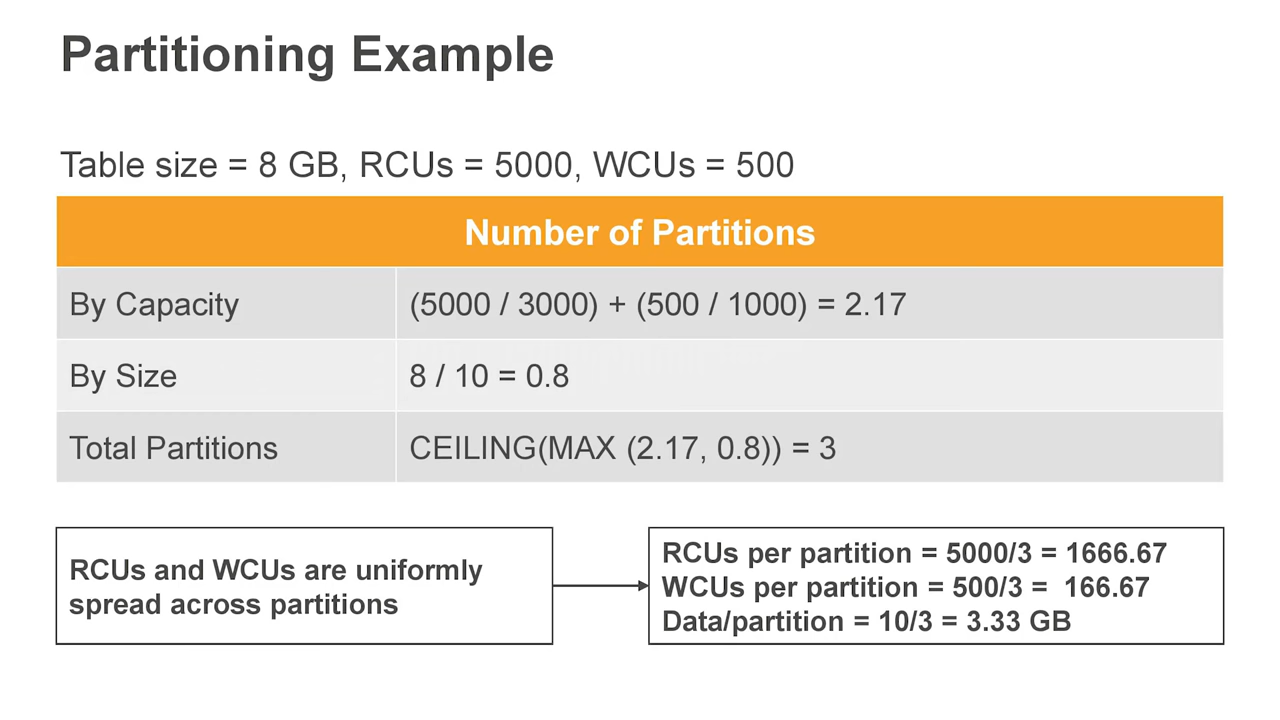 Partitioning Example
Table size = 8 GB, RCUs = 5000, WCUs = 500
Number of Partitions
By Capacity
(5000 / 3000) + (500 / 1000) = 2.17
By Size
8 / 10 = 0.8
Total Partitions
CEILING(MAX (2.17, 0.8)) = 3
RCUs and WCUs are uniformly
spread across partitions
RCUs per partition = 5000/3 = 1666.67
WCUs per partition = 500/3 =  166.67
Data/partition = 10/3 = 3.33 GB